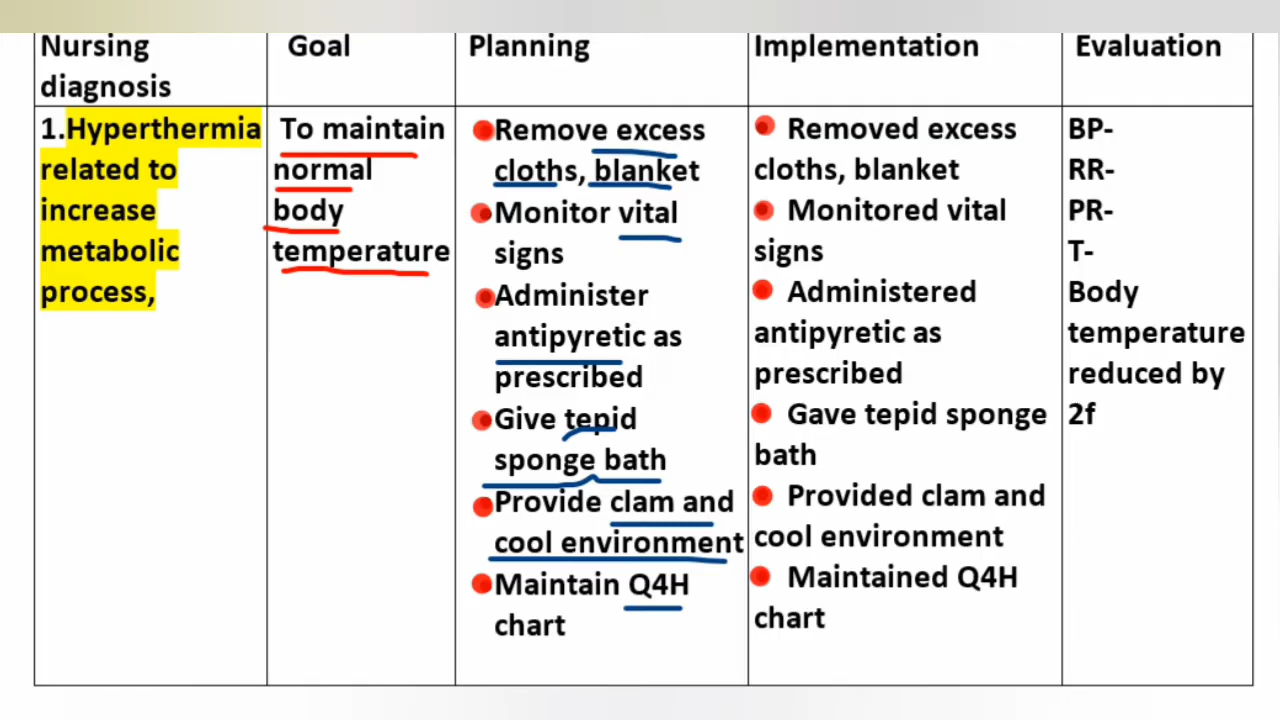 Nursing
diagnosis
Goal
Planning
Implementation
Evaluation
1.Hyperthermia
related to
increase
metabolic
process,
To maintain
normal
body
temperature
Remove excess
cloths, blanket
Monitor vital
signs
Administer
antipyretic as
prescribed
Give tepid
sponge bath
Provide clam and
cool environment
Maintain Q4H
chart
Removed excess
cloths, blanket
Monitored vital
signs
Administered
antipyretic as
prescribed
Gave tepid sponge
bath
Provided clam and
cool environment
Maintained Q4H
chart
BP-
RR-
PR-
T-
Body
temperature
reduced by
2f